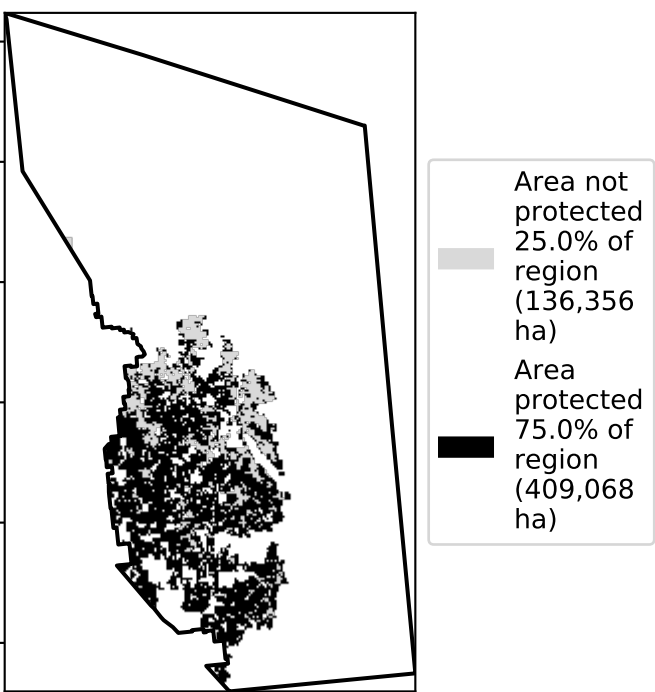 Area not
protected
25.0% of
region
(136,356
ha)
Area
protected
75.0% of
region
(409,068
ha)